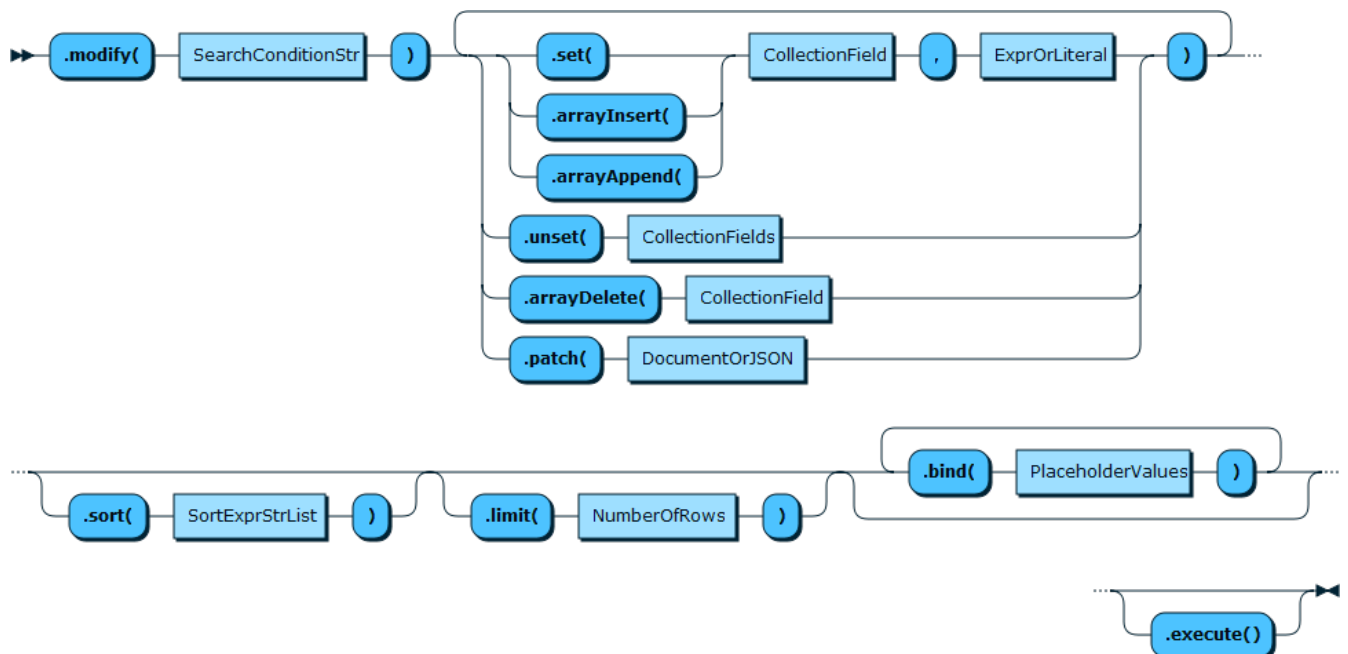 .modify( SearchConditionStr ) .set( CollectionField , ExprOrLiteral )
.arrayInsert(
.arrayAppend(
.unset( CollectionFields
.arrayDelete( CollectionField
.patch( DocumentOrJSON
.bind( PlaceholderValues )
.sort( SortExprStrList ) .limit( NumberOfRows )
.execute()